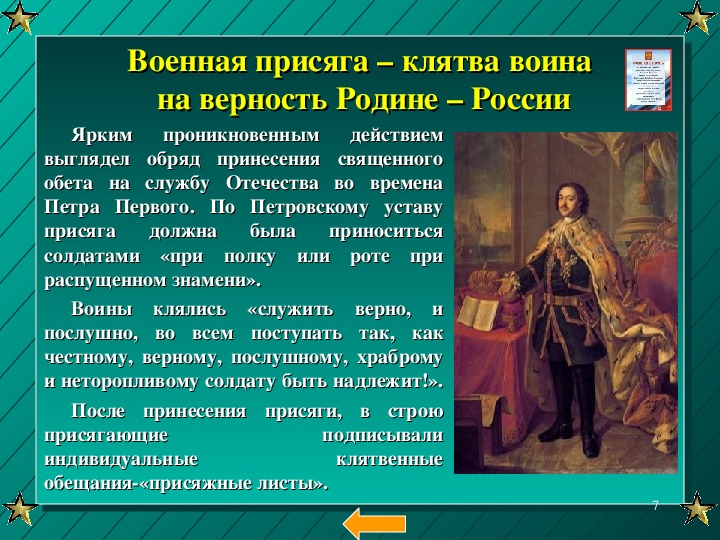 Военная присяга – клятва воина
на верность Родине – России
Ярким проникновенным действием
выглядел обряд принесения священного
обета на службу Отечества во времена
Петра Первого. По Петровскому уставу
присяга должна была приноситься
солдатами «при полку или роте при
распущенном знамени».
Воины клялись «служить верно, и
послушно, во всем поступать так, как
честному, верному, послушному, храброму
и неторопливому солдату быть надлежит!».
После принесения присяги, в строю
присягающие подписывали
индивидуальные клятвенные
обещания-«присяжные листы».
7